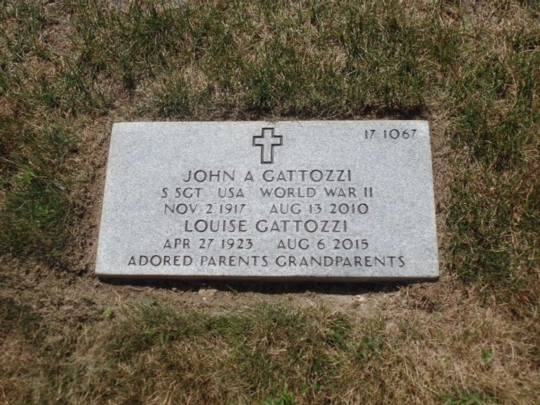 17 1067
JOHN A GATTOZZI
S SGT USA WORLD WAR II
NOV 2 1917 AUG 13 2010
LOUISE GATTOZZI
APR 27 1923 AUG 6 2015
ADORED PARENTS GRANDPARENTS